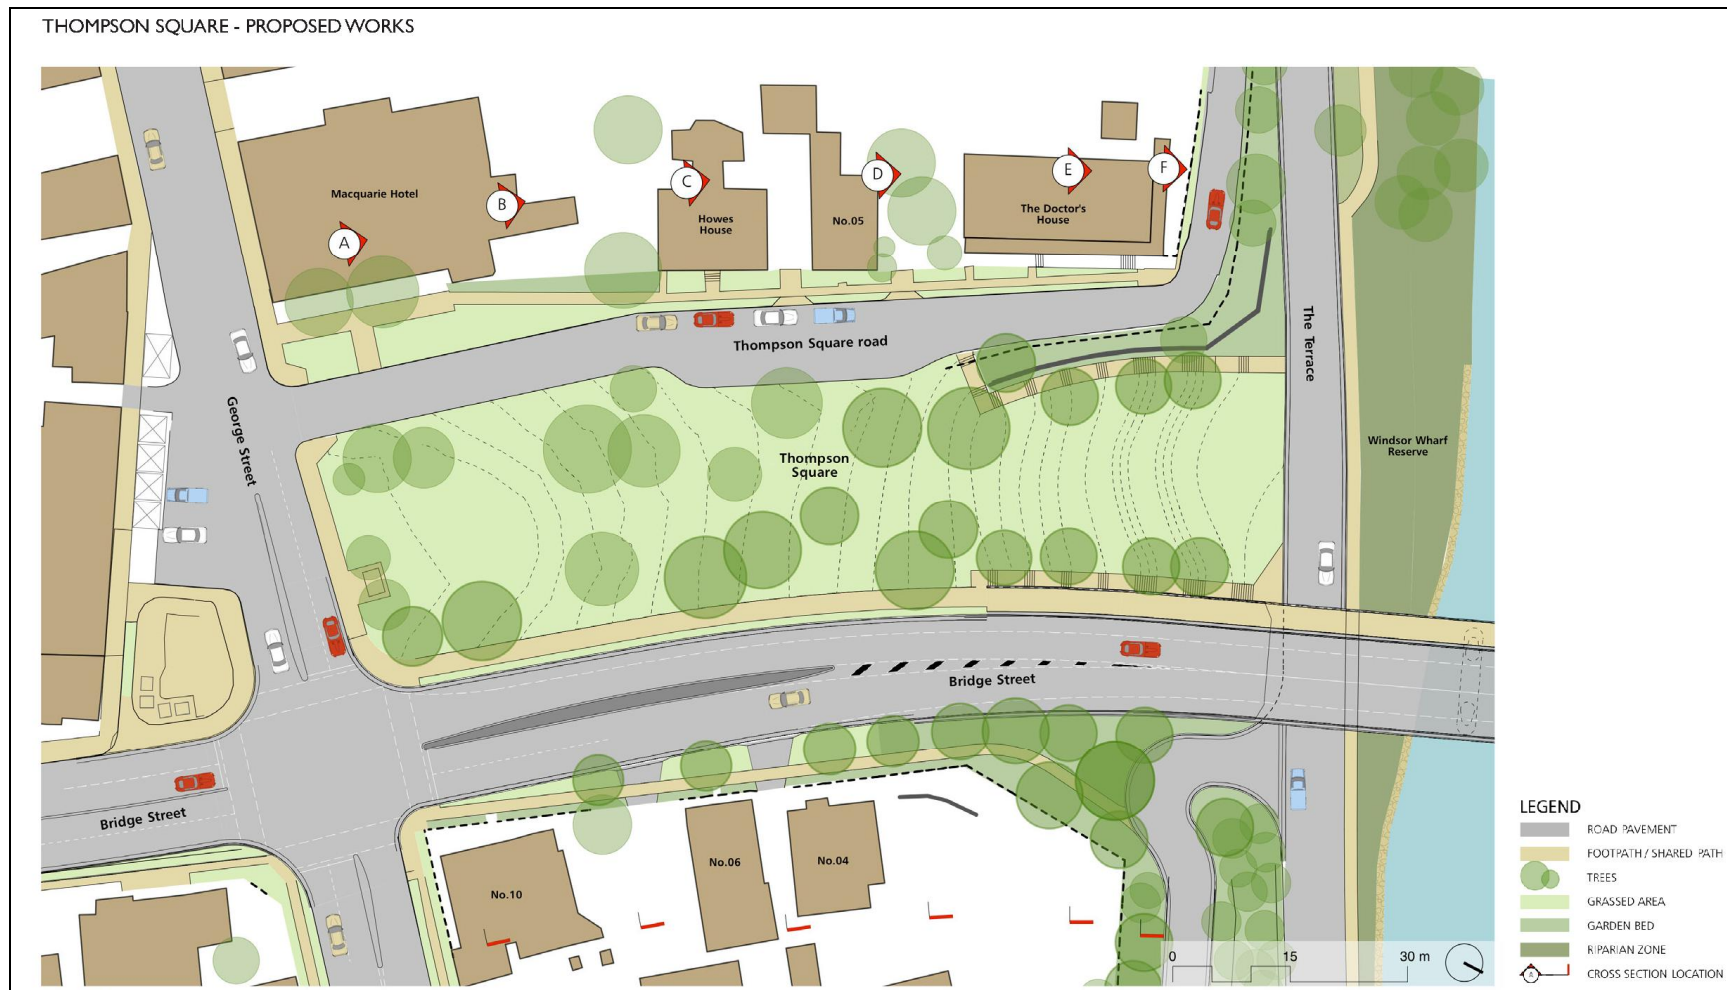 THOMPSON SQUARE - PROPOSED WORKS
Macquarie Hotel
A
B
C
Howes
House
D
No.05
E
The Doctor's
House
F
Thompson Square road
The Terrace
George Street
Thompson
Square
Windsor Wharf
Reserve
Bridge Street
Bridge Street
No.10
No.06
No.04
0
15
30 m
LEGEND
ROAD PAVEMENT
FOOTPATH / SHARED PATH
TREES
GRASSED AREA
GARDEN BED
RIPARIAN ZONE
A
CROSS SECTION LOCATION